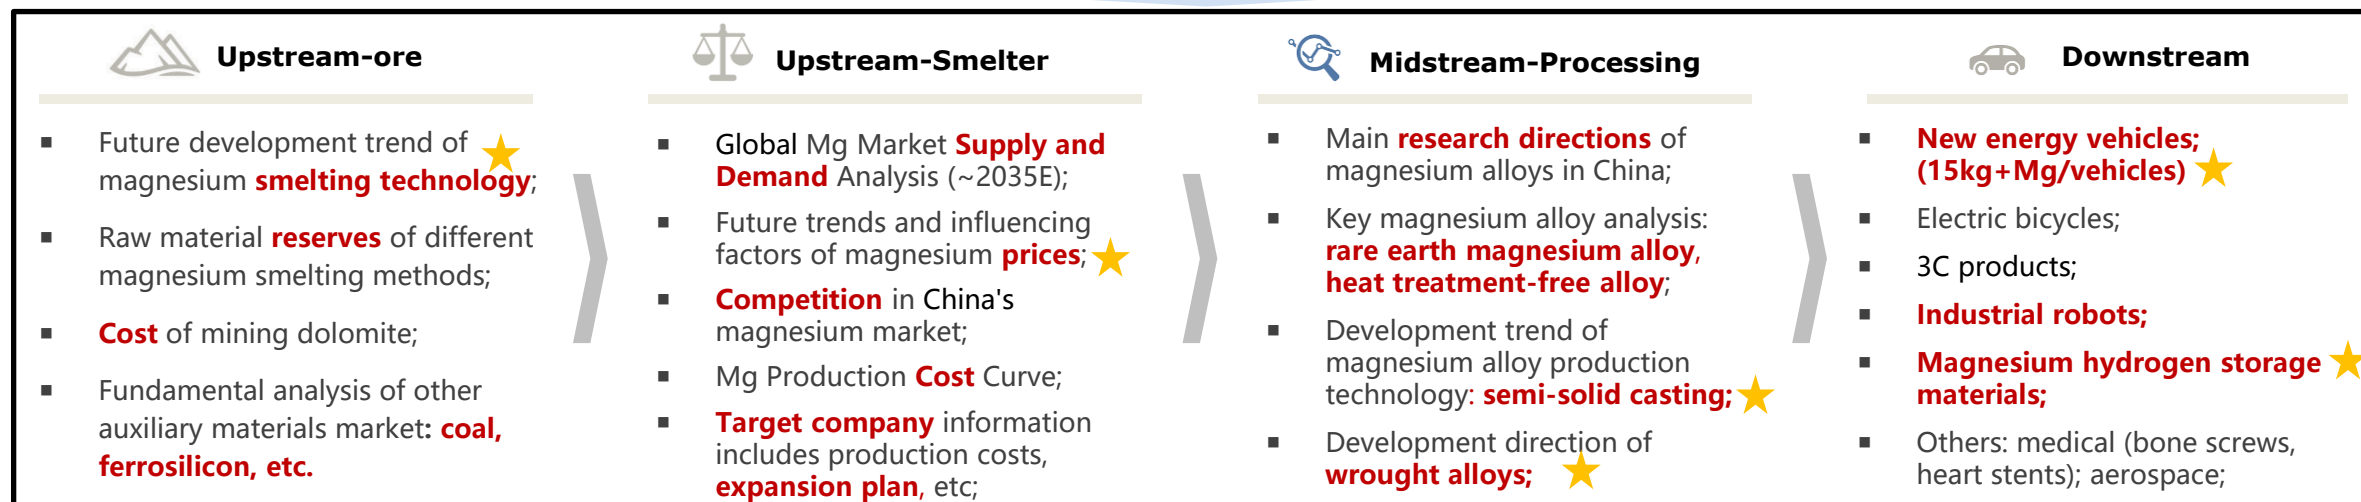 Upstream-ore
Future development trend of
magnesium smelting technology;
Raw material reserves of different
magnesium smelting methods;
Cost of mining dolomite;
Fundamental analysis of other
auxiliary materials market: coal,
ferrosilicon, etc.
Upstream-Smelter
Global Mg Market Supply and
Demand Analysis (~2035E);
Future trends and influencing
factors of magnesium prices;
Competition in China's
magnesium market;
Mg Production Cost Curve;
Target company information
includes production costs,
expansion plan, etc;
Midstream-Processing
Main research directions of
magnesium alloys in China;
Key magnesium alloy analysis:
rare earth magnesium alloy,
heat treatment-free alloy;
Development trend of
magnesium alloy production
technology: semi-solid casting;
Development direction of
wrought alloys;
Downstream
New energy vehicles;
(15kg+Mg/vehicles)
Electric bicycles;
3C products;
Industrial robots;
Magnesium hydrogen storage
materials;
Others: medical (bone screws,
heart stents); aerospace;